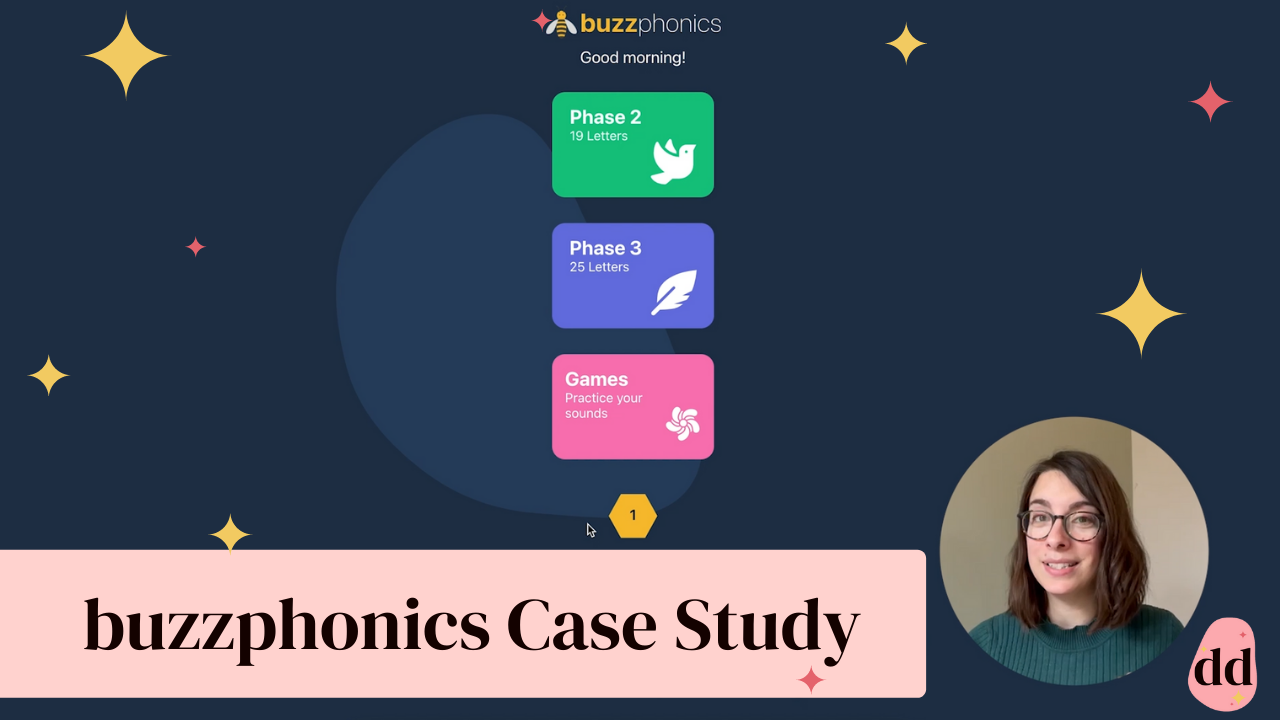 buzzphonics
Good morning!
Phase 2
19 Letters
Phase 3
25 Letters
Games
Practice your
sounds
1
buzzphonics Case Study
dd